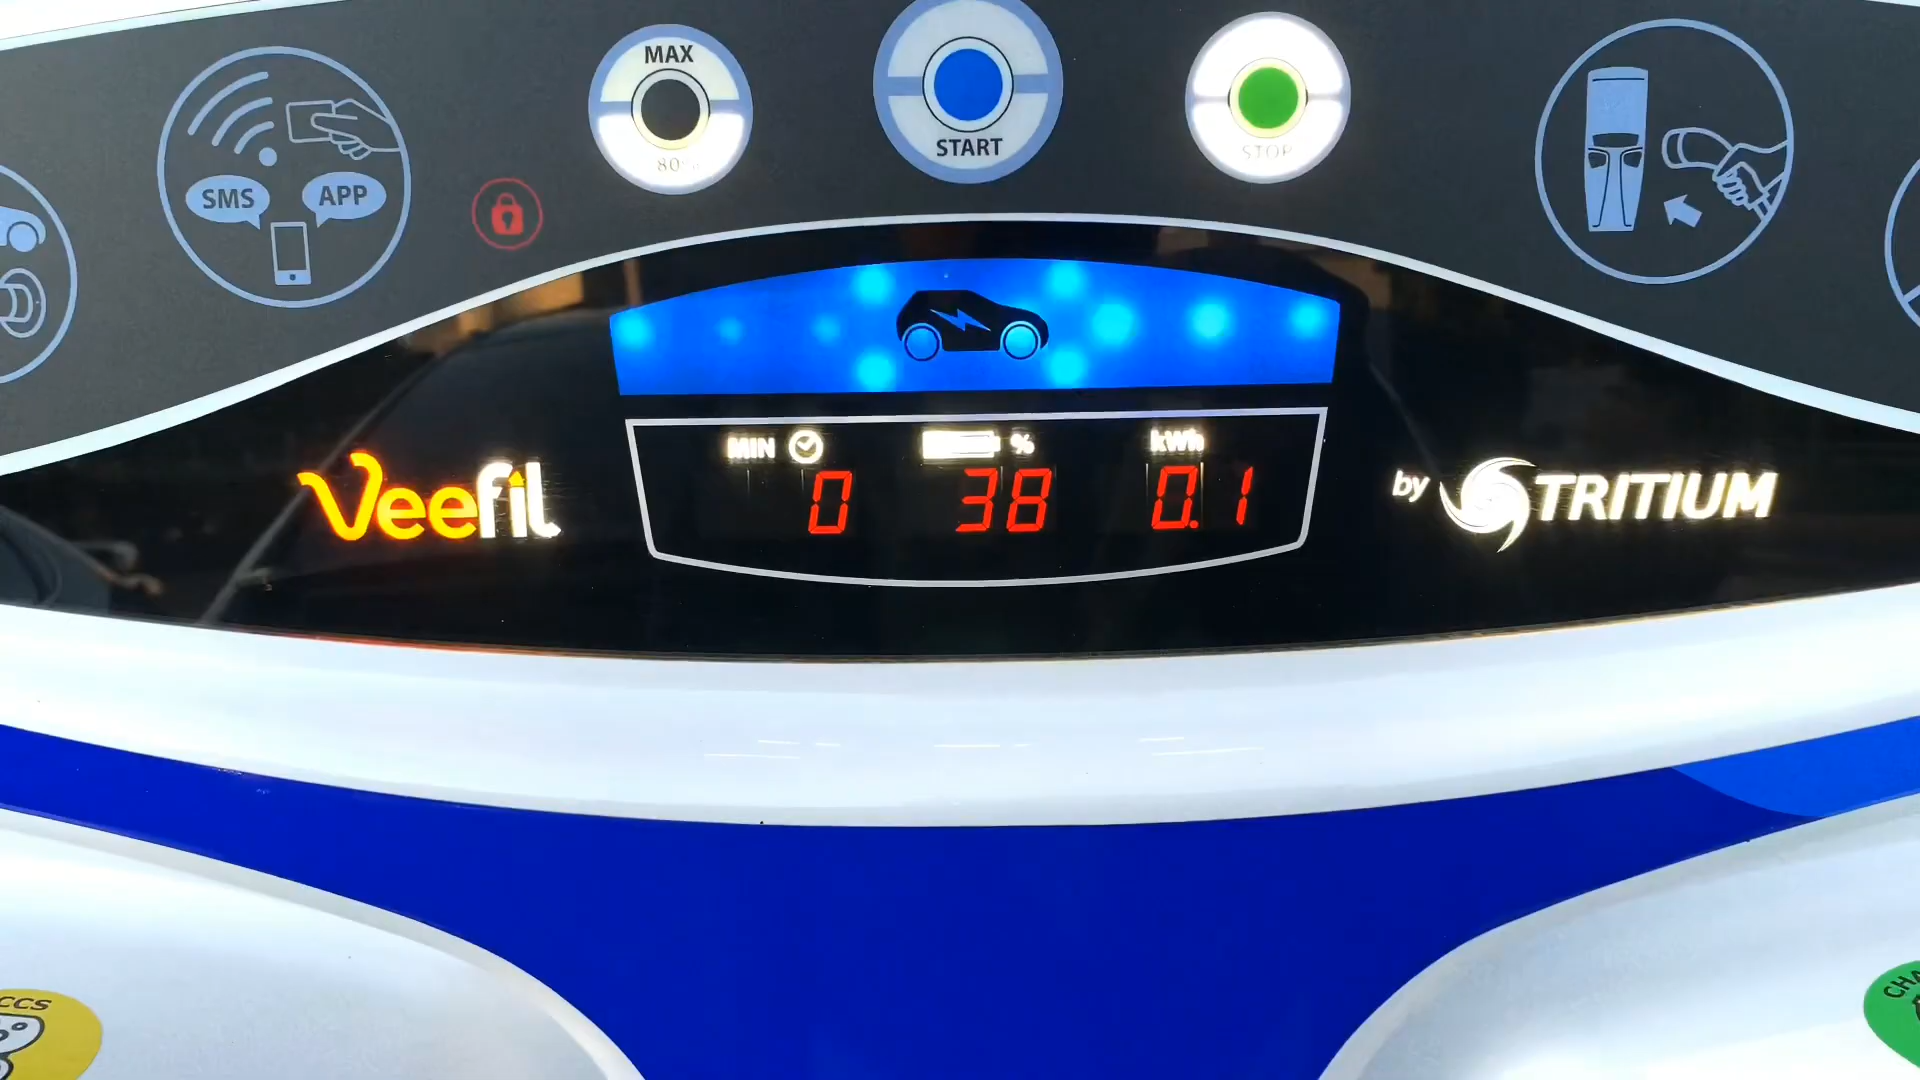 MAX
80%
START
STOP
SMS
APP
MIN
%
kWh
0
38
0.1
Veefil
by TRITIUM
CCS